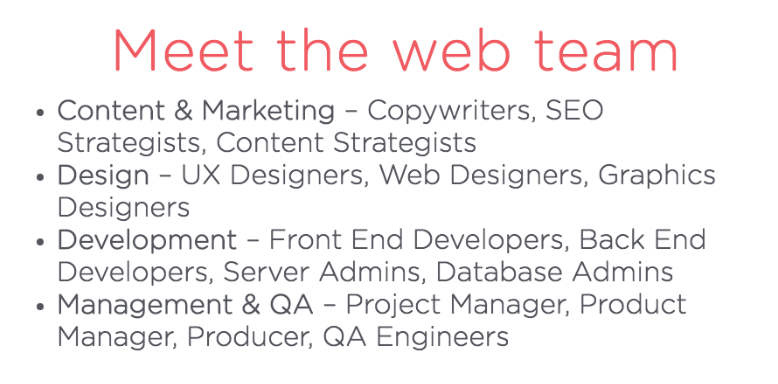 Meet the web team
• Content & Marketing – Copywriters, SEO
Strategists, Content Strategists
• Design – UX Designers, Web Designers, Graphics
Designers
• Development – Front End Developers, Back End
Developers, Server Admins, Database Admins
• Management & QA – Project Manager, Product
Manager, Producer, QA Engineers